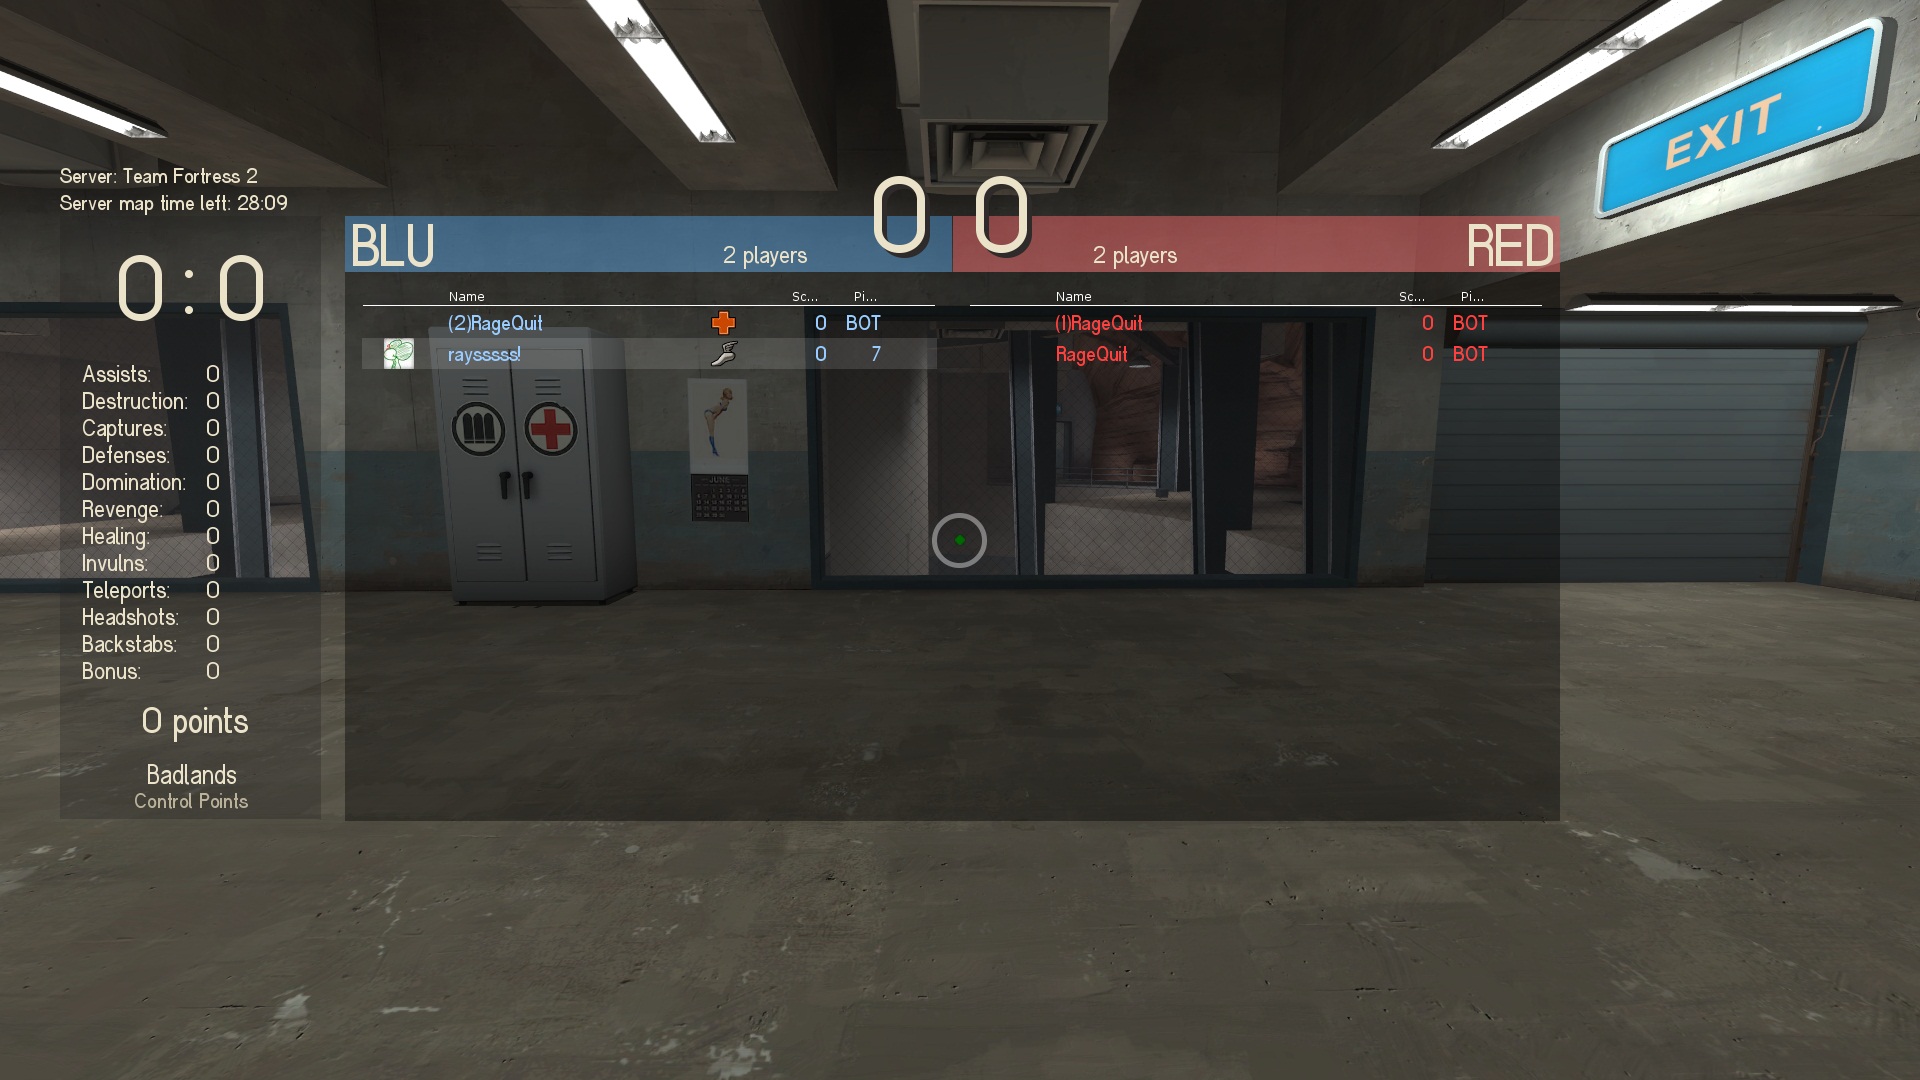 EXIT
Server: Team Fortress 2
Server map time left: 28:09
0 : 0
Assists: 0
Destruction: 0
Captures: 0
Defenses: 0
Domination: 0
Revenge: 0
Healing: 0
Invulns: 0
Teleports: 0
Headshots: 0
Backstabs: 0
Bonus: 0
0 points
Badlands
Control Points
BLU 2 players 0
0 2 players RED
Name Sc... Pi...
(2)RageQuit 0 BOT
raysssss! 0 7
Name Sc... Pi...
(1)RageQuit 0 BOT
RageQuit 0 BOT
JUNE